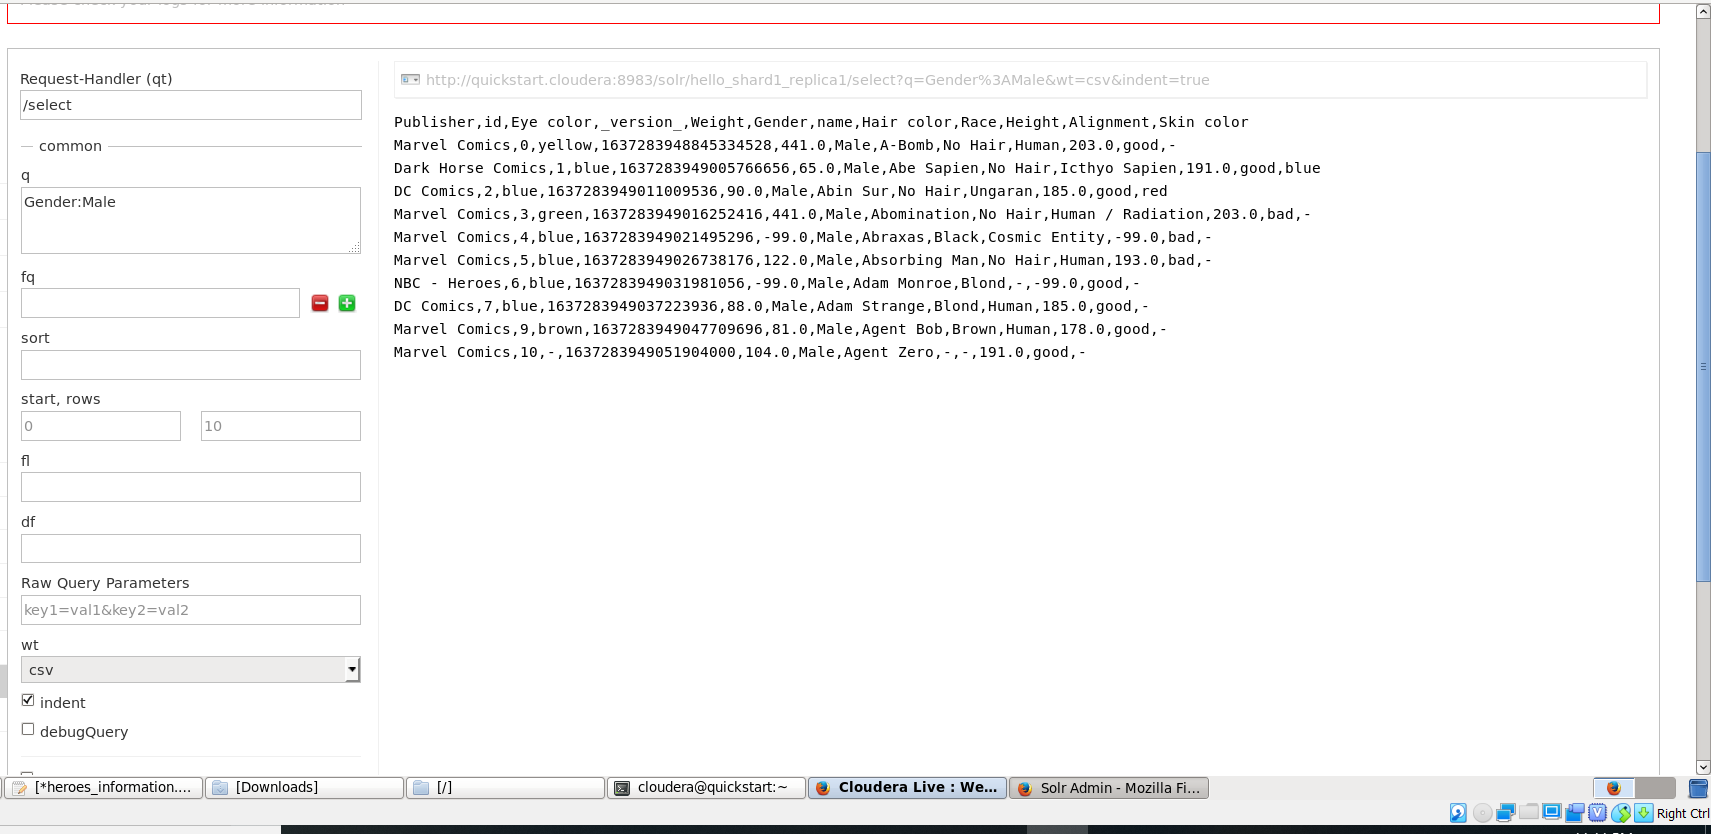 Please check your logs for more information
Request-Handler (qt)
/select
common
q
Gender:Male
fq
sort
start, rows
0
10
fl
df
Raw Query Parameters
key1=val1&key2=val2
wt
csv
indent
debugQuery
http://quickstart.cloudera:8983/solr/hello_shard1_replica1/select?q=Gender%3AMale&wt=csv&indent=true
Publisher,id,Eye color,_version_,Weight,Gender,name,Hair color,Race,Height,Alignment,Skin color
Marvel Comics,0,yellow,1637283948845334528,441.0,Male,A-Bomb,No Hair,Human,203.0,good,-
Dark Horse Comics,1,blue,1637283949005766656,65.0,Male,Abe Sapien,No Hair,Icthyo Sapien,191.0,good,blue
DC Comics,2,blue,1637283949011009536,90.0,Male,Abin Sur,No Hair,Ungaran,185.0,good,red
Marvel Comics,3,green,1637283949016252416,441.0,Male,Abomination,No Hair,Human / Radiation,203.0,bad,-
Marvel Comics,4,blue,1637283949021495296,-99.0,Male,Abraxas,Black,Cosmic Entity,-99.0,bad,-
Marvel Comics,5,blue,1637283949026738176,122.0,Male,Absorbing Man,No Hair,Human,193.0,bad,-
NBC - Heroes,6,blue,1637283949031981056,-99.0,Male,Adam Monroe,Blond,-,-99.0,good,-
DC Comics,7,blue,1637283949037223936,88.0,Male,Adam Strange,Blond,Human,185.0,good,-
Marvel Comics,9,brown,1637283949047709696,81.0,Male,Agent Bob,Brown,Human,178.0,good,-
Marvel Comics,10,-,1637283949051904000,104.0,Male,Agent Zero,-,-,191.0,good,-
[*heroes_information....
[Downloads]
[/]
cloudera@quickstart:~
Cloudera Live : We...
Solr Admin - Mozilla Fi...
Right Ctrl